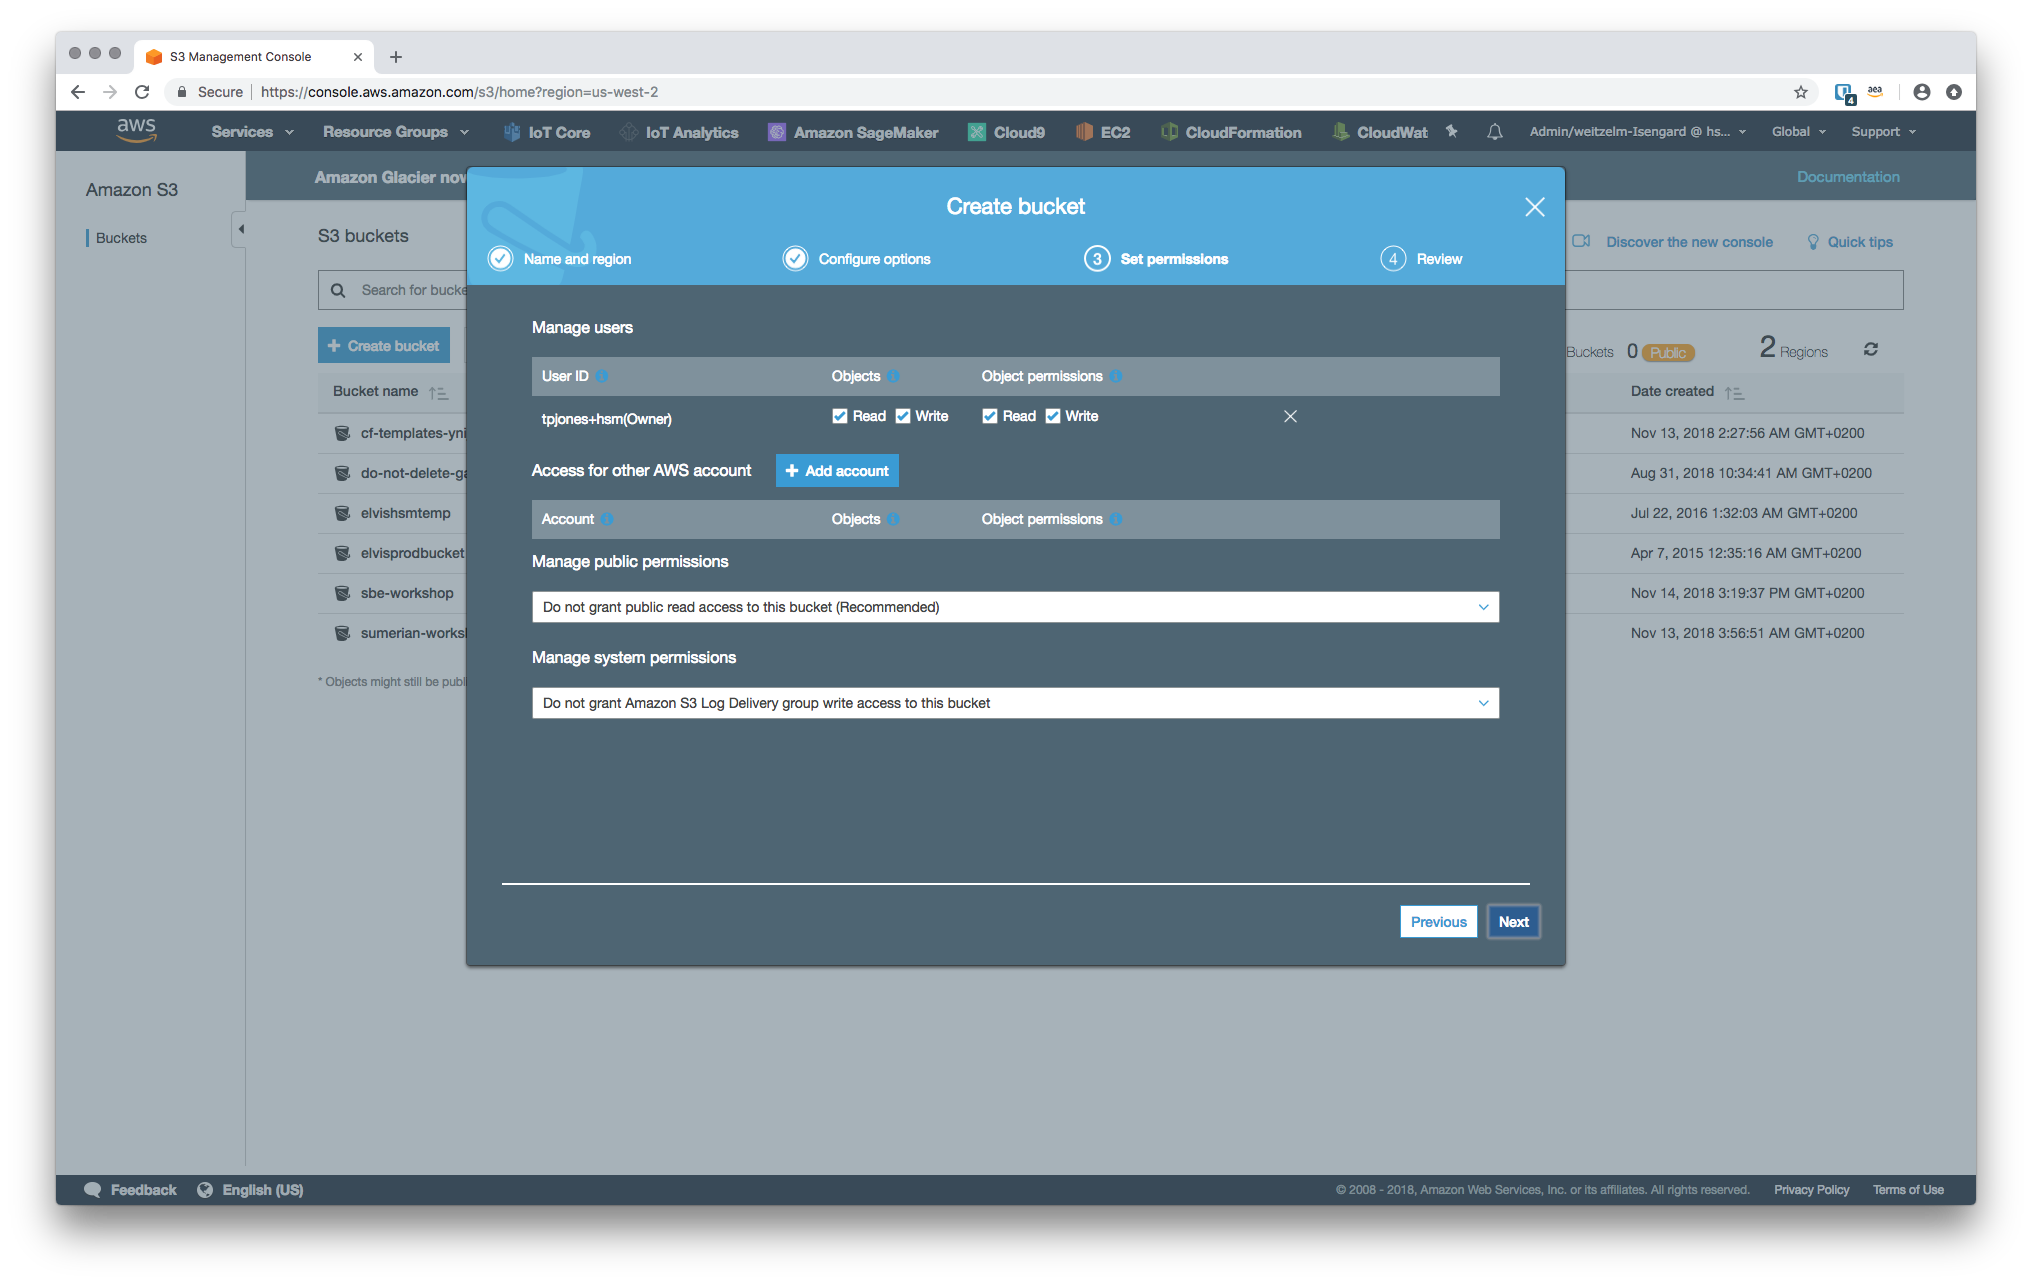 S3 Management Console
Secure https://console.aws.amazon.com/s3/home?region=us-west-2
4 aea
aws Services Resource Groups IoT Core IoT Analytics Amazon SageMaker Cloud9 EC2 CloudFormation CloudWat Admin/weitzelm-Isengard @ hs... Global Support
Amazon Glacier now
Documentation
Amazon S3
Buckets
S3 buckets
Discover the new console Quick tips
Search for bucke
Create bucket
Buckets 0 Public 2 Regions
Bucket name
Date created
cf-templates-yni
Nov 13, 2018 2:27:56 AM GMT+0200
do-not-delete-ga
Aug 31, 2018 10:34:41 AM GMT+0200
elvishsmtemp
Jul 22, 2016 1:32:03 AM GMT+0200
elvisprodbucket
Apr 7, 2015 12:35:16 AM GMT+0200
sbe-workshop
Nov 14, 2018 3:19:37 PM GMT+0200
sumerian-works
Nov 13, 2018 3:56:51 AM GMT+0200
* Objects might still be publ
Create bucket
Name and region Configure options 3 Set permissions 4 Review
Manage users
User ID Objects Object permissions
tpjones+hsm(Owner) Read Write Read Write
Access for other AWS account Add account
Account Objects Object permissions
Manage public permissions
Do not grant public read access to this bucket (Recommended)
Manage system permissions
Do not grant Amazon S3 Log Delivery group write access to this bucket
Previous Next
Feedback English (US)
© 2008 - 2018, Amazon Web Services, Inc. or its affiliates. All rights reserved. Privacy Policy Terms of Use